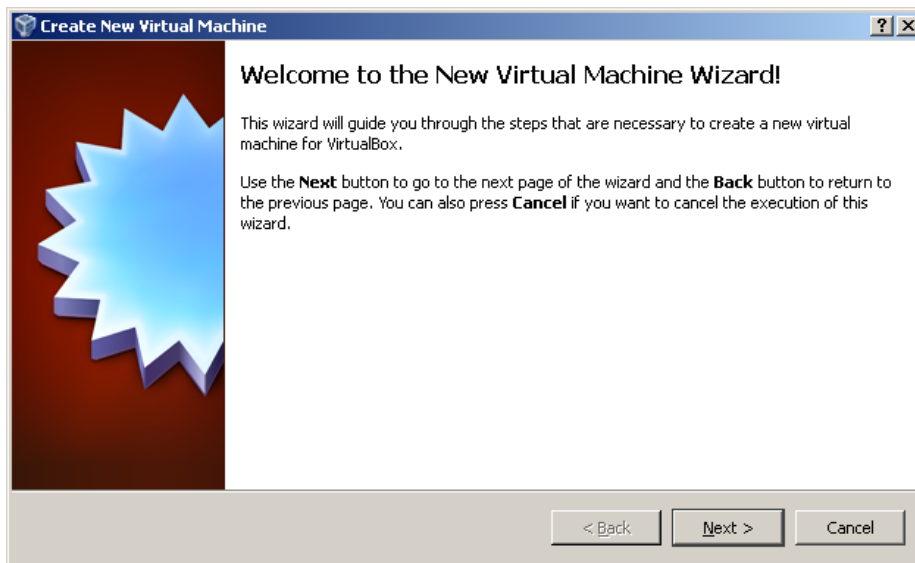 Create New Virtual Machine
Welcome to the New Virtual Machine Wizard!
This wizard will guide you through the steps that are necessary to create a new virtual
machine for VirtualBox.
Use the Next button to go to the next page of the wizard and the Back button to return to
the previous page. You can also press Cancel if you want to cancel the execution of this
wizard.
< Back
Next >
Cancel